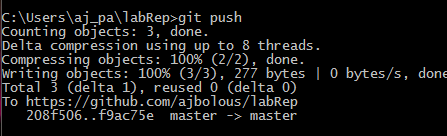 C:\Users\aj_pa\labRep>git push
Counting objects: 3, done.
Delta compression using up to 8 threads.
Compressing objects: 100% (2/2), done.
Writing objects: 100% (3/3), 277 bytes | 0 bytes/s, done
Total 3 (delta 1), reused 0 (delta 0)
To https://github.com/ajbolous/labRep
   208f506..f9ac75e  master -> master